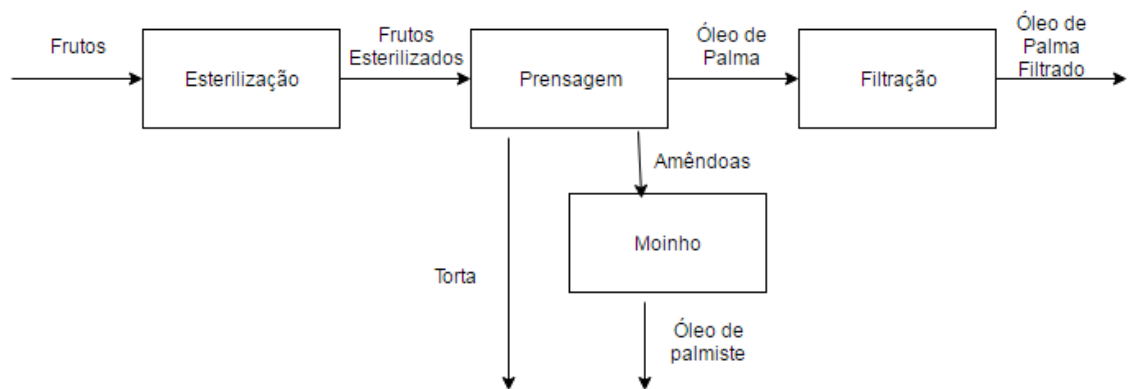 Frutos
Esterilização
Frutos
Esterilizados
Prensagem
Óleo de
Palma
Filtração
Óleo de
Palma
Filtrado
Amêndoas
Moinho
Torta
Óleo de
palmiste